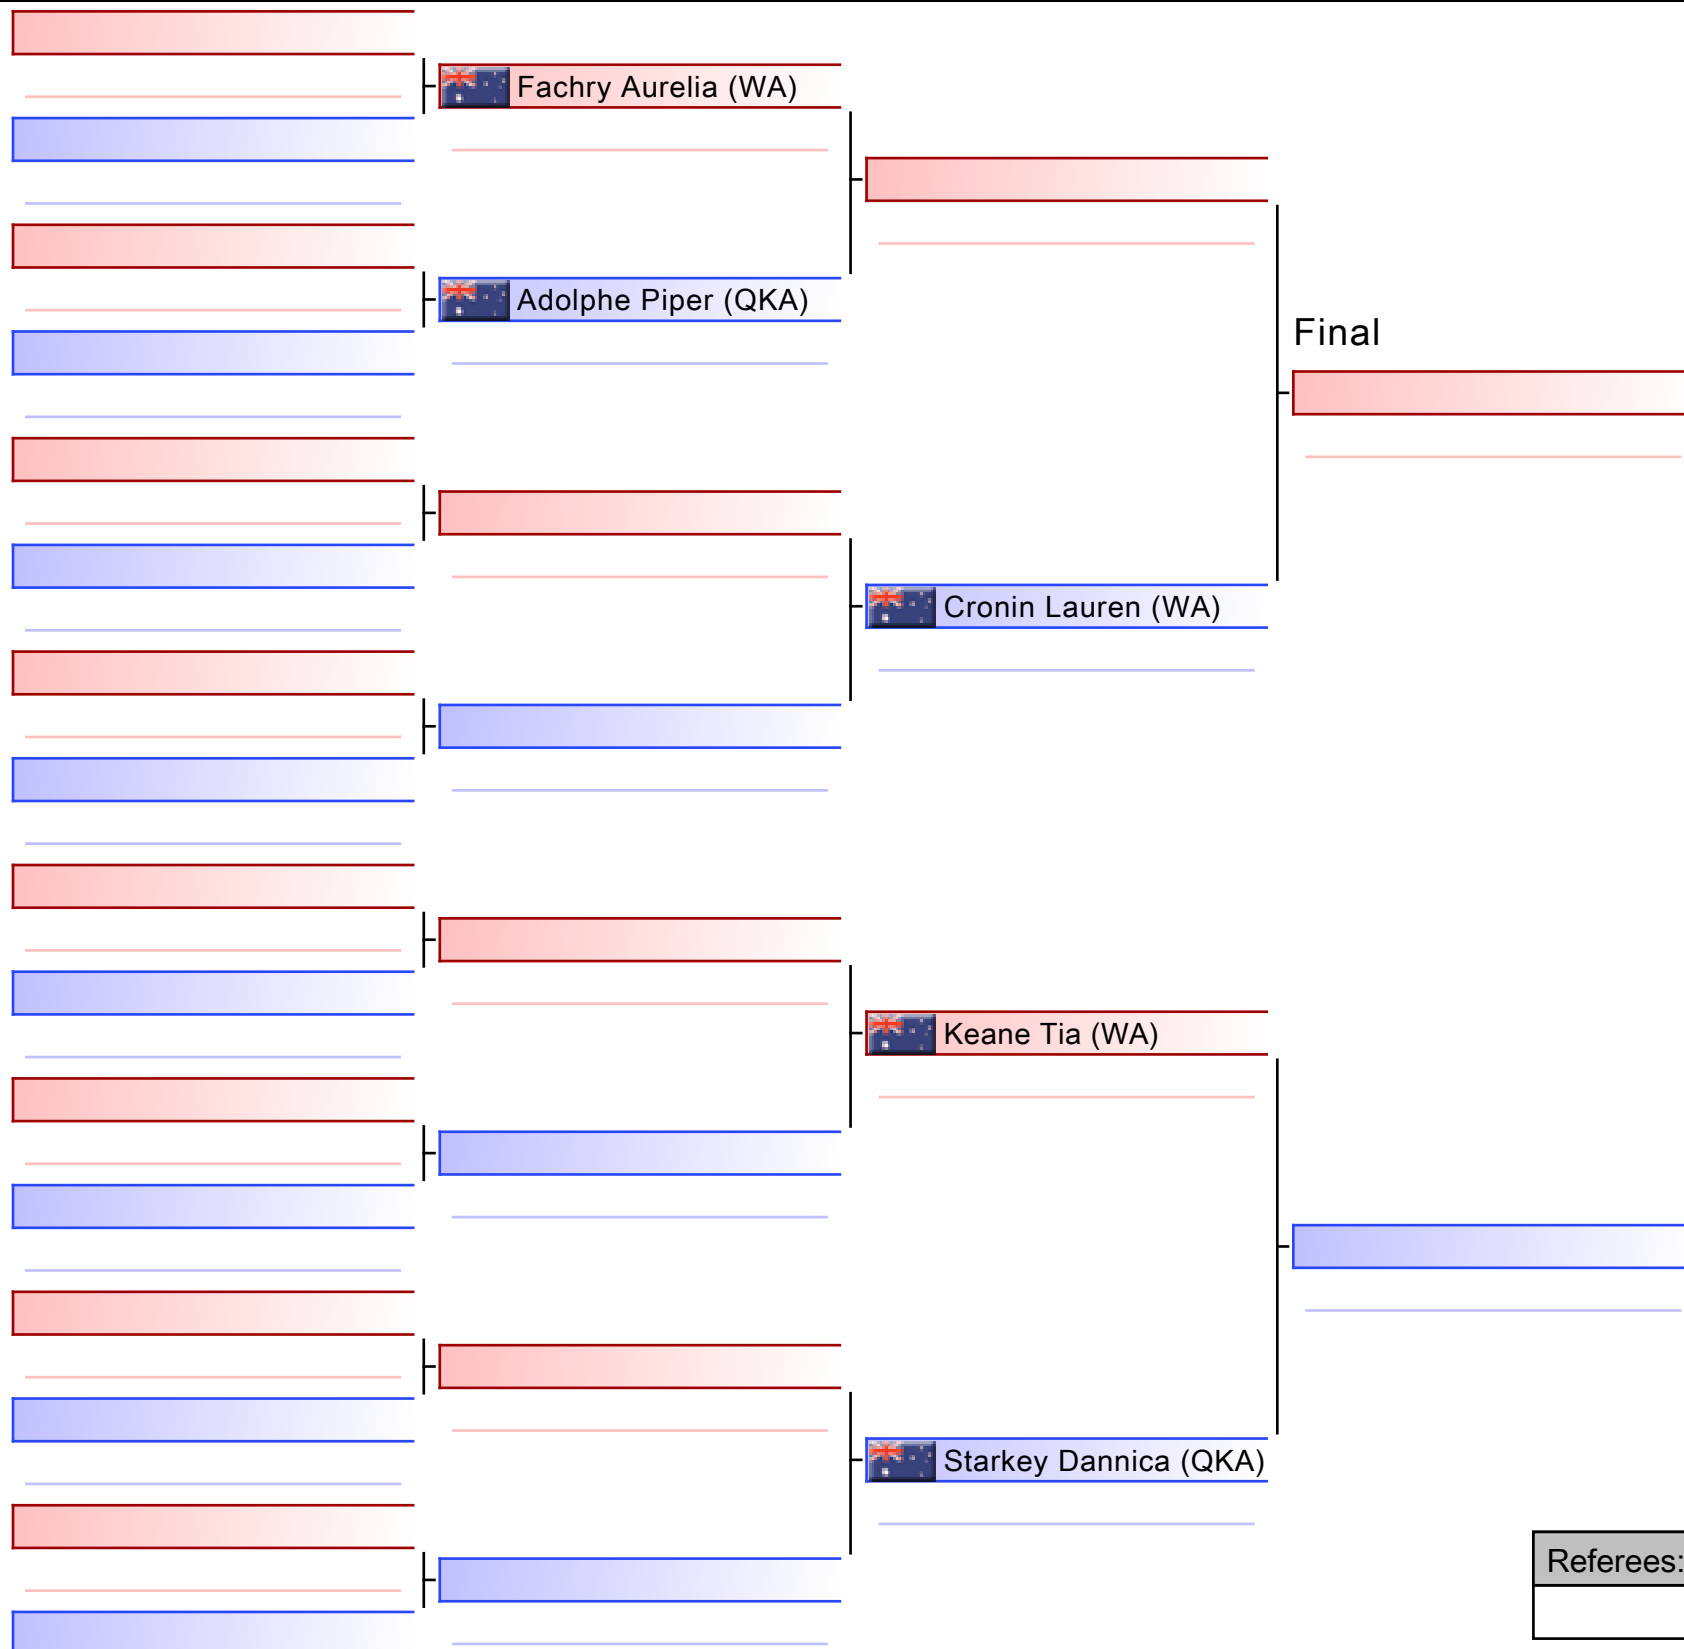 Fachry Aurelia (WA)
Adolphe Piper (QKA)
Final
Cronin Lauren (WA)
Keane Tia (WA)
Starkey Dannica (QKA)
Referees: